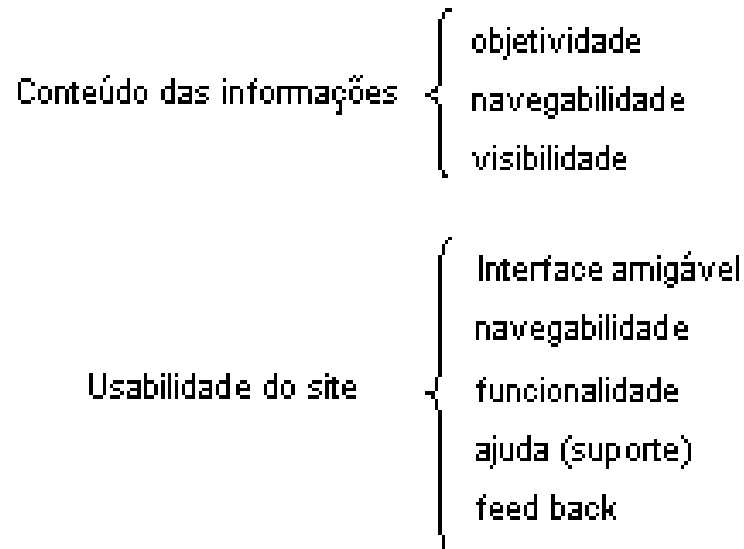 Conteúdo das informações
objetividade
navegabilidade
visibilidade
Usabilidade do site
Interface amigável
navegabilidade
funcionalidade
ajuda (suporte)
feed back